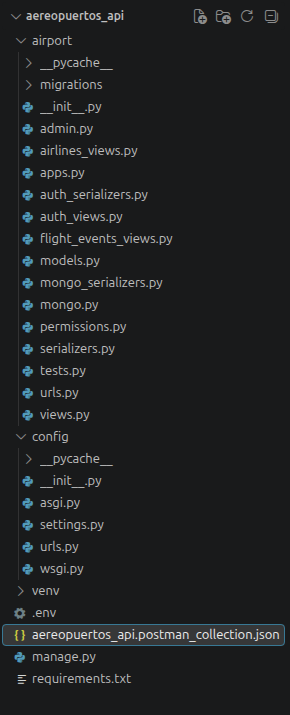 aereopuertos_api
airport
__pycache__
migrations
__init__.py
admin.py
airlines_views.py
apps.py
auth_serializers.py
auth_views.py
flight_events_views.py
models.py
mongo_serializers.py
mongo.py
permissions.py
serializers.py
tests.py
urls.py
views.py
config
__pycache__
__init__.py
asgi.py
settings.py
urls.py
wsgi.py
venv
.env
aereopuertos_api.postman_collection.json
manage.py
requirements.txt